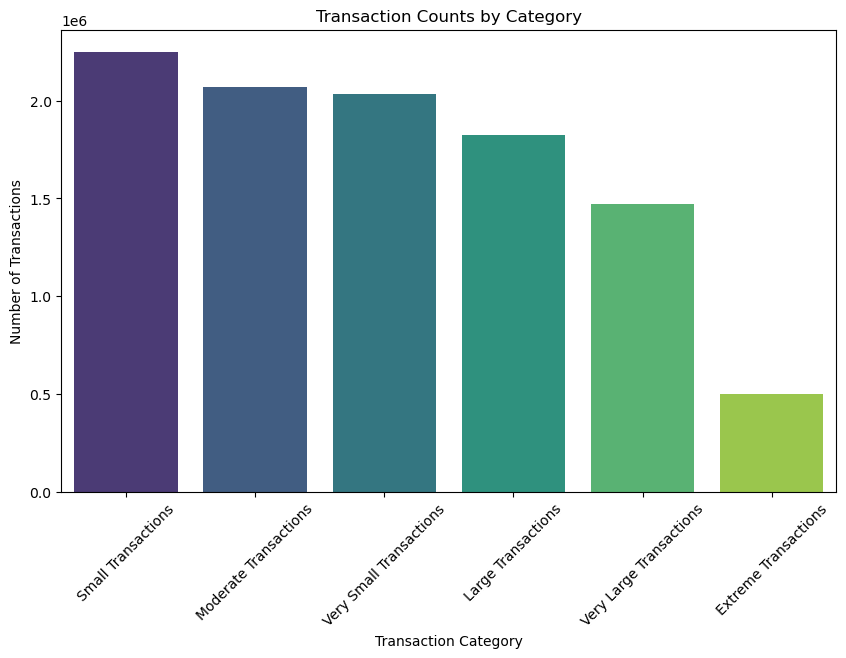 Transaction Counts by Category
1e6
2.0
1.5
1.0
0.5
0.0
Number of Transactions
Small Transactions
Moderate Transactions
Very Small Transactions
Large Transactions
Very Large Transactions
Extreme Transactions
Transaction Category